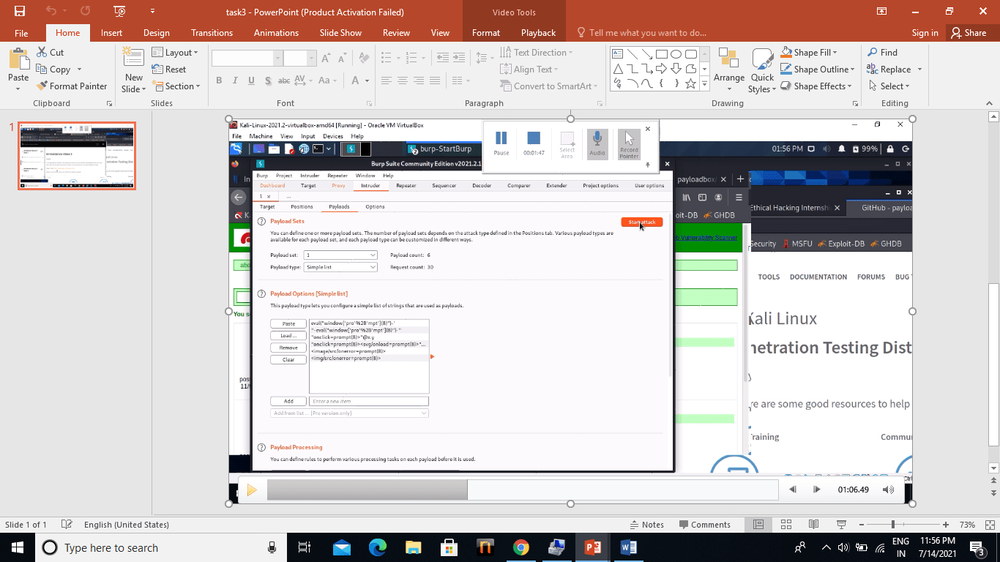 task3 - PowerPoint (Product Activation Failed)
Video Tools
File Home Insert Design Transitions Animations Slide Show Review View Format Playback Tell me what you want to do... Sign in Share
Paste
Cut
Copy
Format Painter
Clipboard
New Slide
Layout
Reset
Section
Slides
B I U S abc AV Aa A
Font
Text Direction
Align Text
Convert to SmartArt
Paragraph
Arrange
Quick Styles
Shape Fill
Shape Outline
Shape Effects
Drawing
Find
Replace
Select
Editing
1
Kali-Linux-2021.2-virtualbox-amd64 [Running] - Oracle VM VirtualBox
File Machine View Input Devices Help
burp-StartBurp
01:56 PM 99%
Pause
00:01:47
Select Area
Audio
Record Pointer
Burp Suite Community Edition v2021.2.1
Burp Project Intruder Repeater Window Help
Dashboard Target Proxy Intruder Repeater Sequencer Decoder Comparer Extender Project options User options
1 × ...
Target Positions Payloads Options
Payload Sets
Start attack
You can define one or more payload sets. The number of payload sets depends on the attack type defined in the Positions tab. Various payload types are
available for each payload set, and each payload type can be customized in different ways.
Payload set: 1 Payload count: 6
Payload type: Simple list Request count: 30
Payload Options [Simple list]
This payload type lets you configure a simple list of strings that are used as payloads.
Paste
Load ...
Remove
Clear
eval("window['pro'%2B'mpt'](8)")-'
"-eval("window['pro'%2B'mpt'](8)")-"
"onclick=prompt(8)>"@x.y
"onclick=prompt(8)><svg/onload=prompt(8)>"...
<image/src/onerror=prompt(8)>
<img/src/onerror=prompt(8)>
Add Enter a new item
Add from list ... [Pro version only]
Payload Processing
You can define rules to perform various processing tasks on each payload before it is used.
payloadbox/
oit-DB GHDB
b Vulnerability Scanner
abo
You s
pos
11/
Ethical Hacking Internshi
GitHub - payloa
Security MSFU Exploit-DB GHDB
TOOLS DOCUMENTATION FORUMS BUG T
Kali Linux
netration Testing Dist
re are some good resources to help
Training Commu
Ctrl
01:06.49
Slide 1 of 1 English (United States) Notes Comments 73%
Type here to search
ENG
IN
11:56 PM
7/14/2021
3